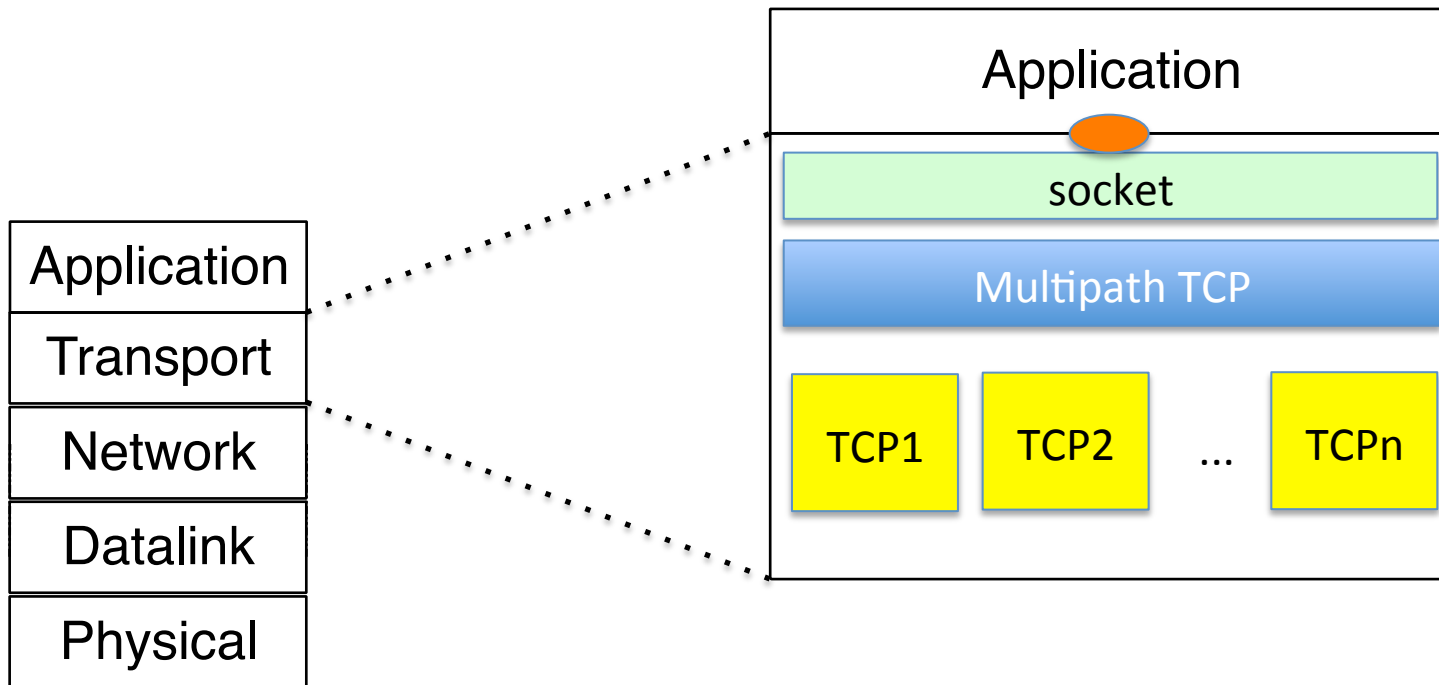 Application
Transport
Network
Datalink
Physical
Application
socket
Multipath TCP
TCP1 TCP2 ... TCPn